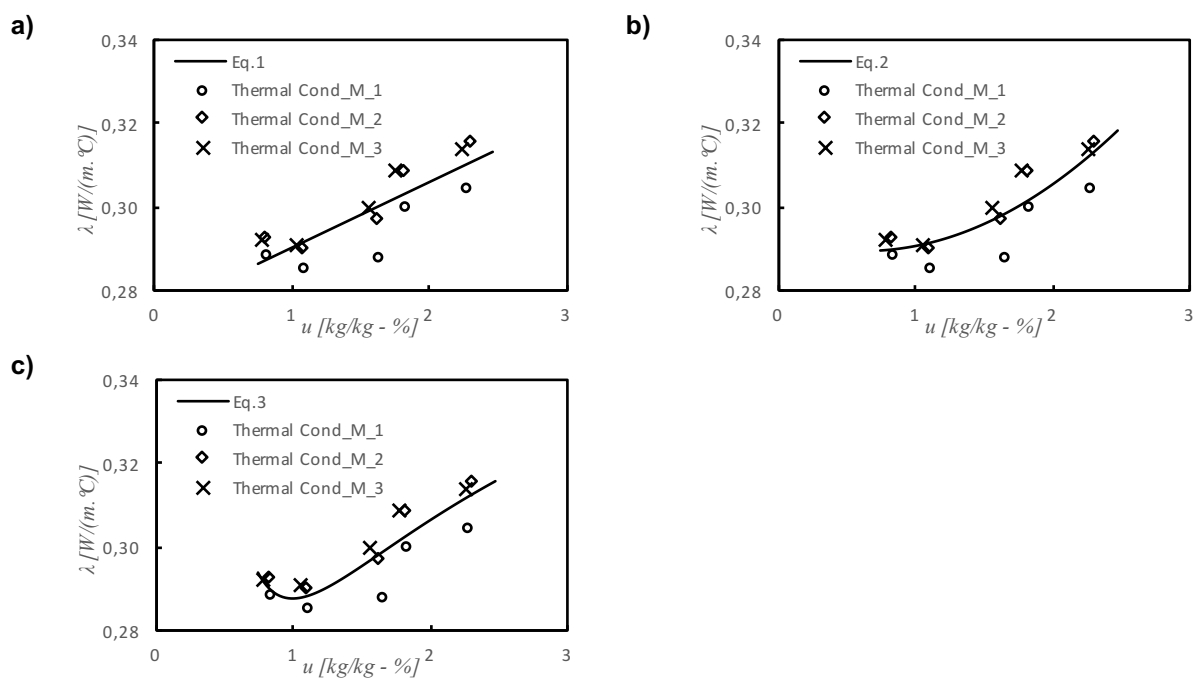 a)
0,34
0,32
0,30
0,28
λ [W/(m.℃)]
Eq.1
Thermal Cond_M_1
Thermal Cond_M_2
Thermal Cond_M_3
0 1 2 3
u [kg/kg - %]
b)
0,34
0,32
0,30
0,28
λ [W/(m.℃)]
Eq.2
Thermal Cond_M_1
Thermal Cond_M_2
Thermal Cond_M_3
0 1 2 3
u [kg/kg - %]
c)
0,34
0,32
0,30
0,28
λ [W/(m.℃)]
Eq.3
Thermal Cond_M_1
Thermal Cond_M_2
Thermal Cond_M_3
0 1 2 3
u [kg/kg - %]